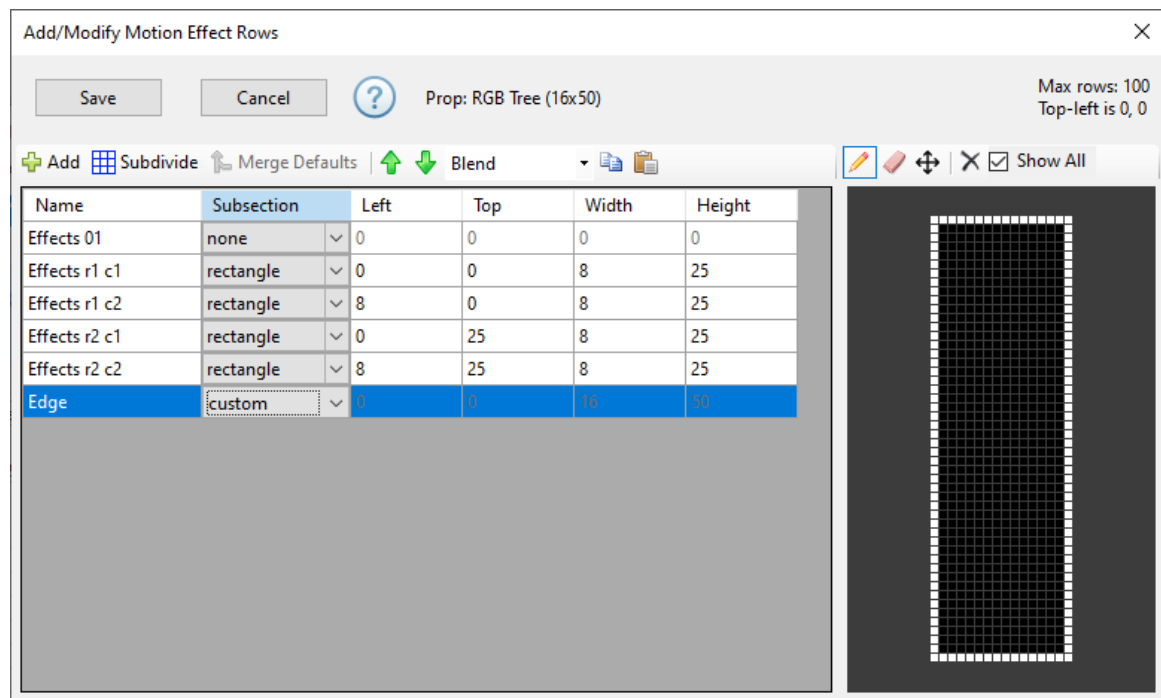 Add/Modify Motion Effect Rows
Save Cancel ? Prop: RGB Tree (16x50) Max rows: 100
Top-left is 0, 0
Add Subdivide Merge Defaults Blend Show All
Name Subsection Left Top Width Height
Effects 01 none 0 0 0 0
Effects r1 c1 rectangle 0 0 8 25
Effects r1 c2 rectangle 8 0 8 25
Effects r2 c1 rectangle 0 25 8 25
Effects r2 c2 rectangle 8 25 8 25
Edge custom 0 0 16 50